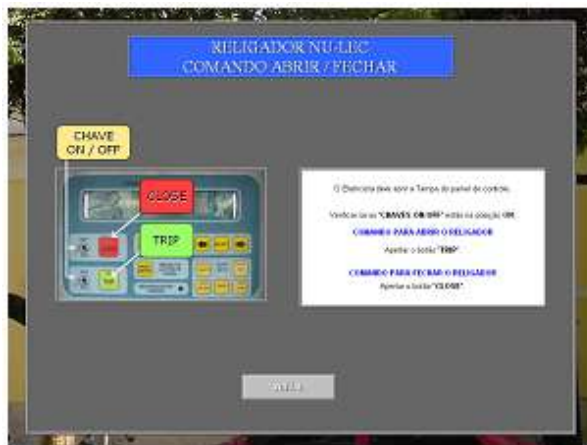 RELIGADOR NU-LEC
COMANDO ABRIR / FECHAR
CHAVE
ON / OFF
CLOSE
TRIP
O Eletricista deve abrir a Tampa do painel de controle.
Verificar se as "CHAVES ON/OFF" estão na posição ON.
COMANDO PARA ABRIR O RELIGADOR
Apertar o botão "TRIP".
COMANDO PARA FECHAR O RELIGADOR
Apertar o botão "CLOSE".